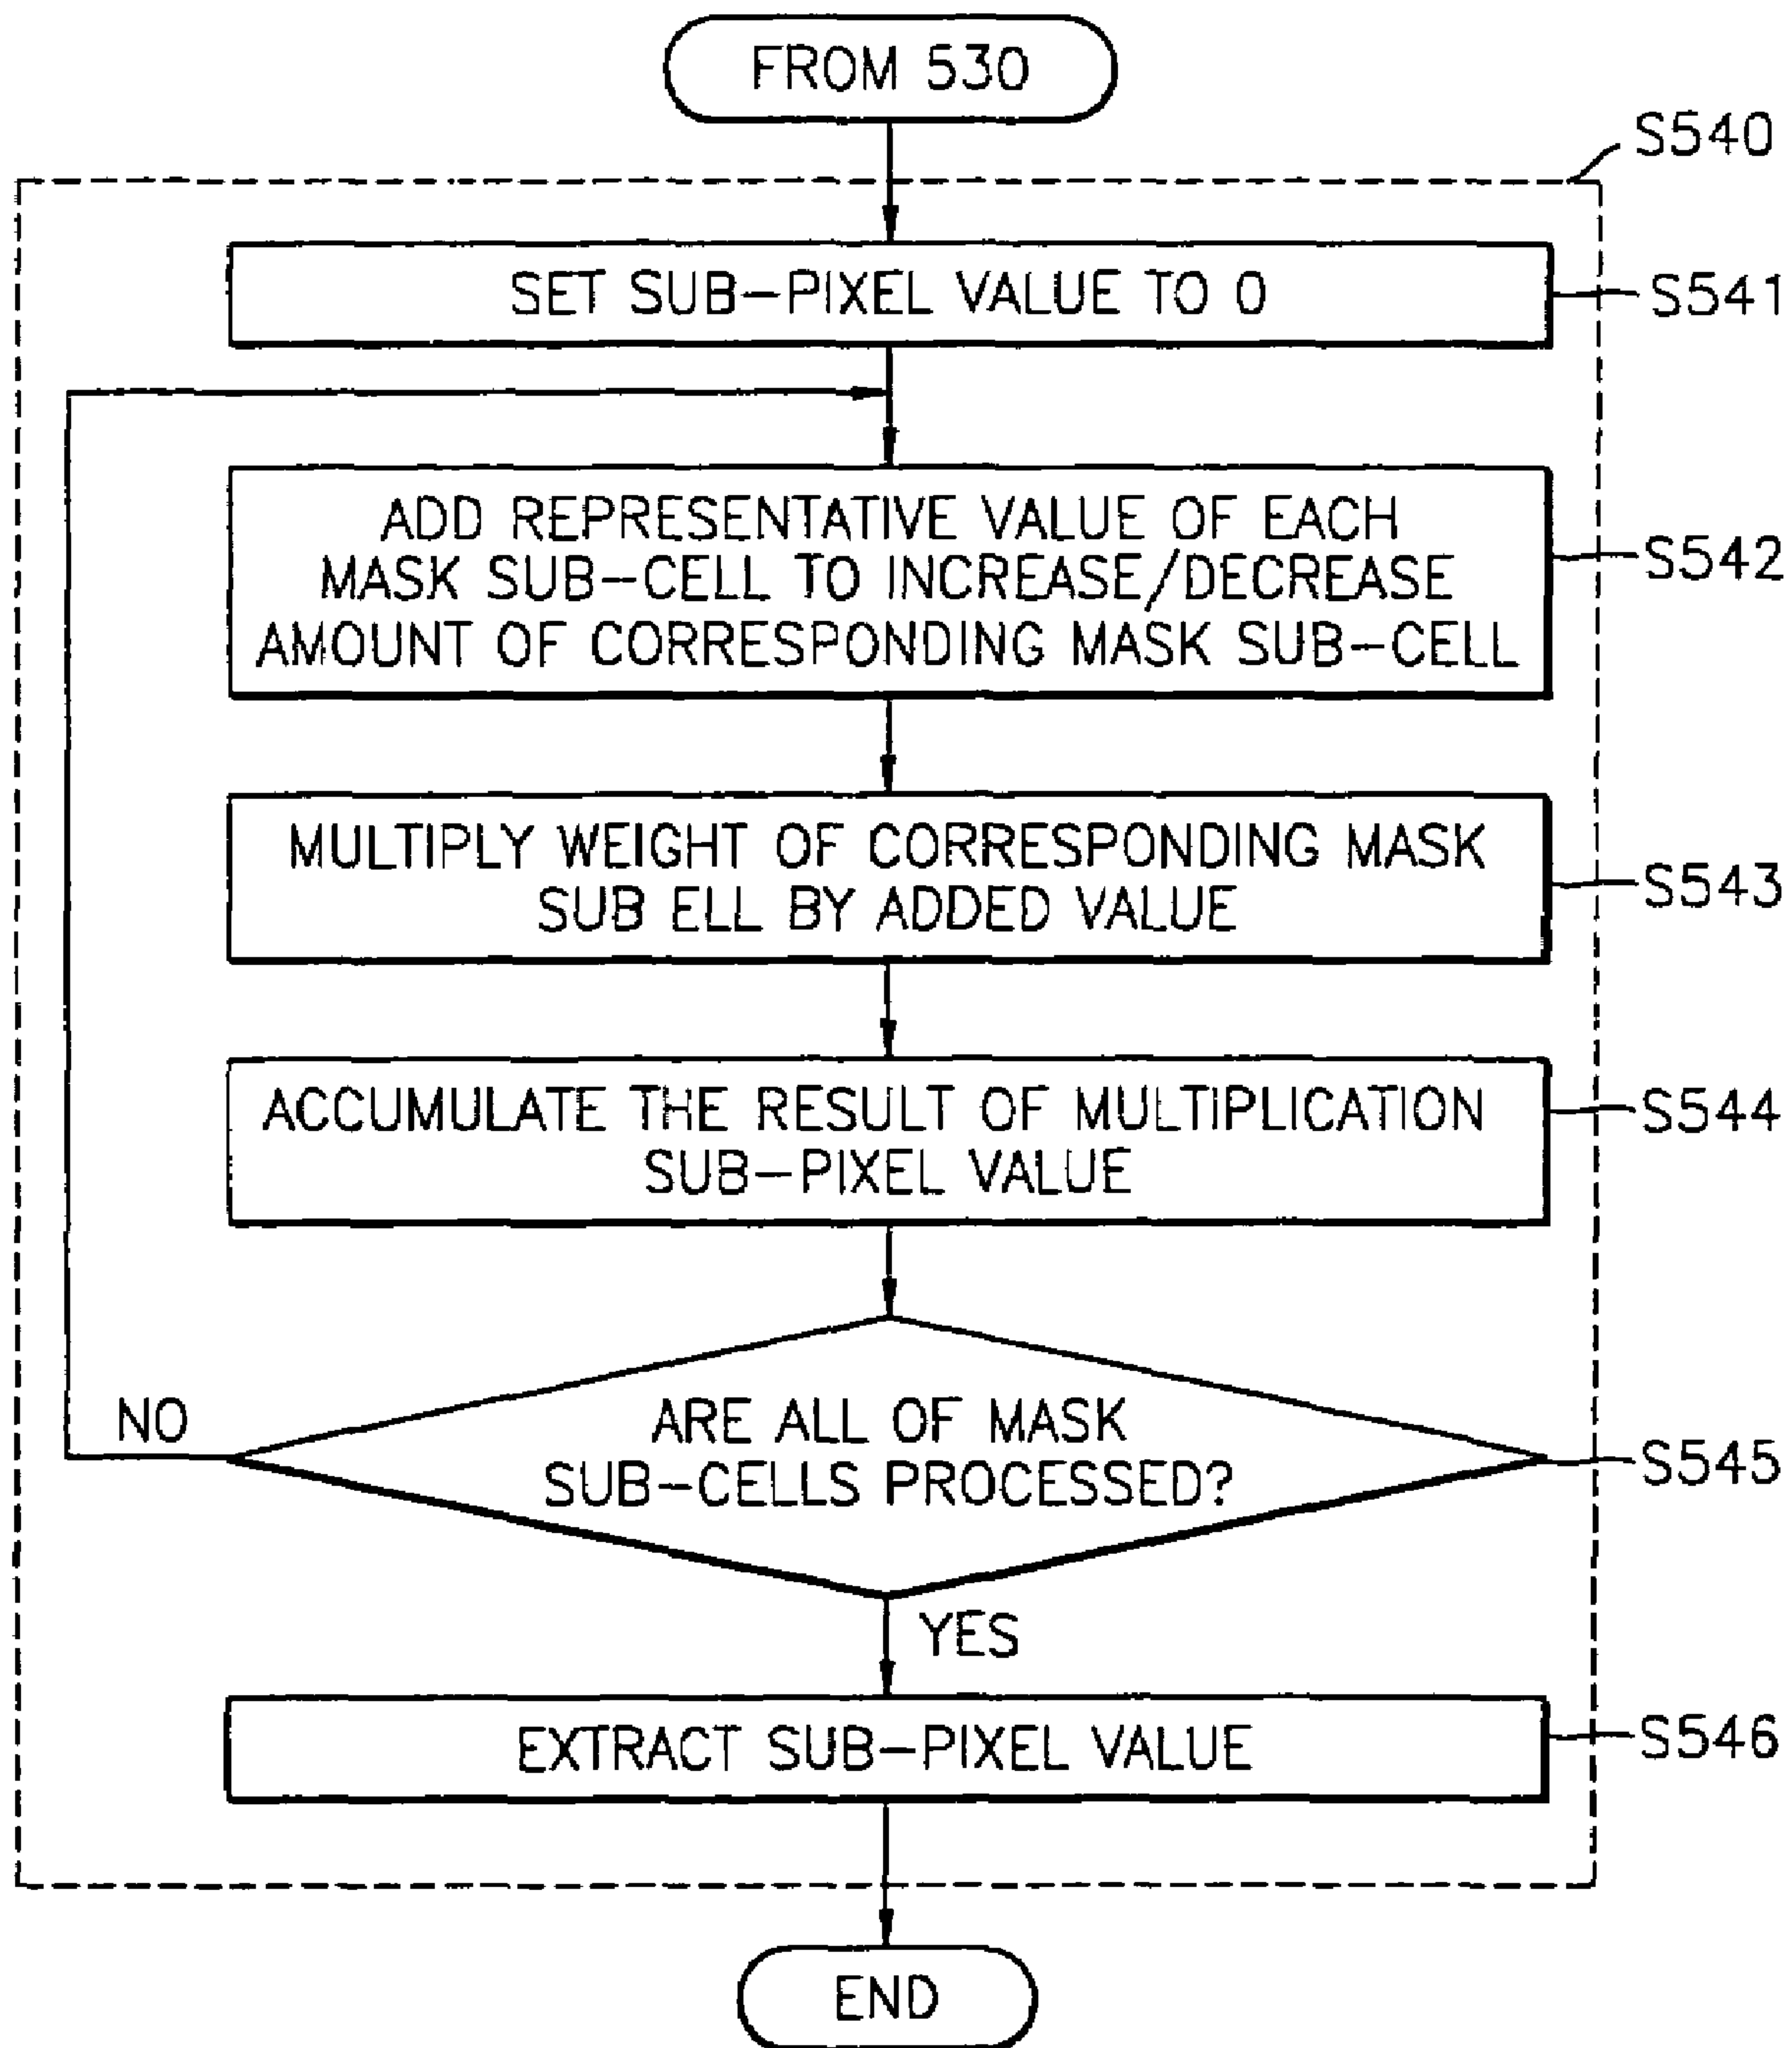 FROM 530
S540
SET SUB-PIXEL VALUE TO 0
S541
ADD REPRESENTATIVE VALUE OF EACH
MASK SUB-CELL TO INCREASE/DECREASE
AMOUNT OF CORRESPONDING MASK SUB-CELL
S542
MULTIPLY WEIGHT OF CORRESPONDING MASK
SUB ELL BY ADDED VALUE
S543
ACCUMULATE THE RESULT OF MULTIPLICATION
SUB-PIXEL VALUE
S544
ARE ALL OF MASK
SUB-CELLS PROCESSED?
S545
NO
YES
EXTRACT SUB-PIXEL VALUE
S546
END